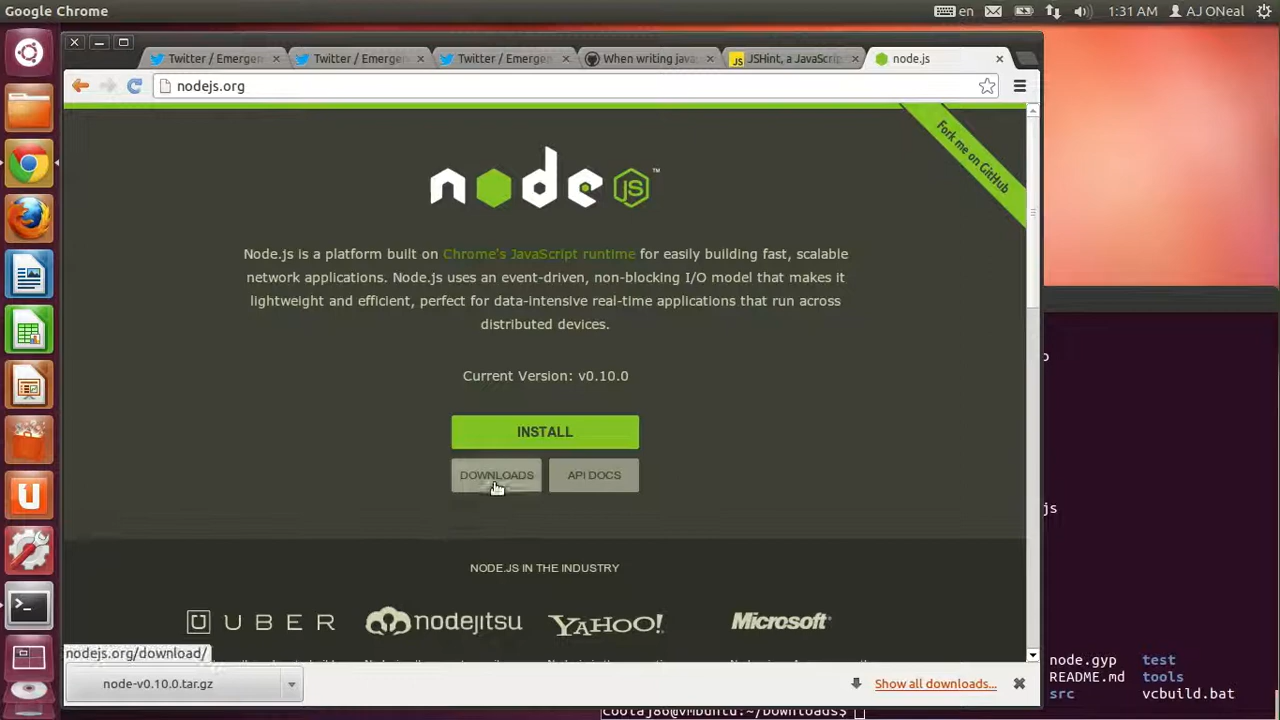 Google Chrome
en
1:31 AM
AJ ONeal
Twitter / Emergen
Twitter / Emergen
Twitter / Emergen
When writing javas
JSHint, a JavaScrip
node.js
nodejs.org
Fork me on GitHub
node
JS
™
Node.js is a platform built on Chrome's JavaScript runtime for easily building fast, scalable
network applications. Node.js uses an event-driven, non-blocking I/O model that makes it
lightweight and efficient, perfect for data-intensive real-time applications that run across
distributed devices.
Current Version: v0.10.0
INSTALL
DOWNLOADS
API DOCS
js
NODE.JS IN THE INDUSTRY
UBER
nodejitsu
YAHOO!
Microsoft
nodejs.org/download/
node-v0.10.0.tar.gz
Show all downloads...
node.gyp test
README.md tools
src vcbuild.bat
coolaj86@vmbuntu:~/Downloads$